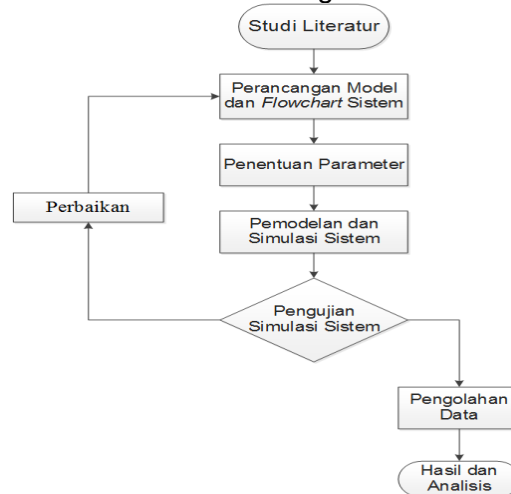 Studi Literatur
Perancangan Model
dan Flowchart Sistem
Penentuan Parameter
Perbaikan
Pemodelan dan
Simulasi Sistem
Pengujian
Simulasi Sistem
Pengolahan
Data
Hasil dan
Analisis